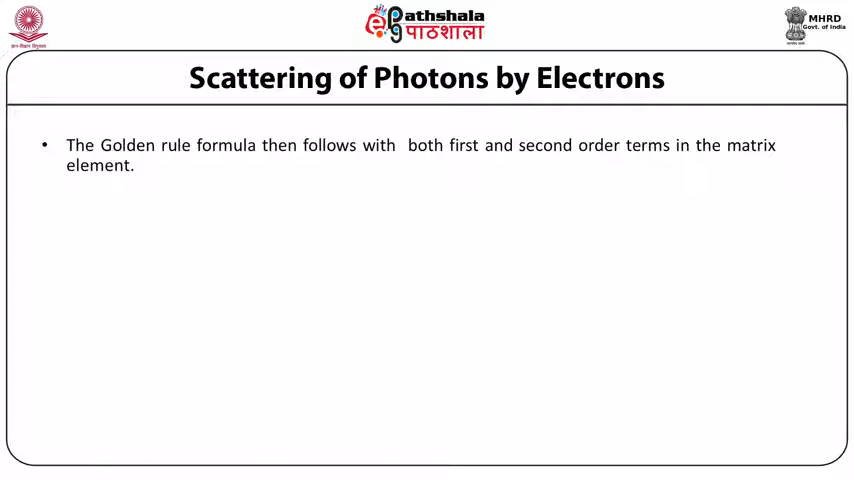 ePathshala
पाठशाला
MHRD
Govt. of India
Scattering of Photons by Electrons
• The Golden rule formula then follows with both first and second order terms in the matrix
element.